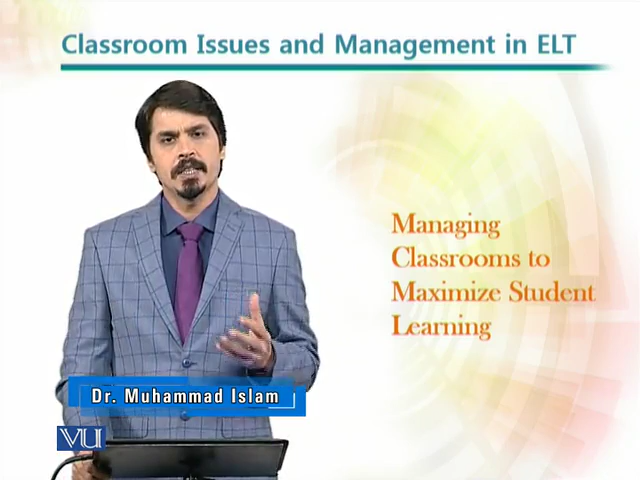 Classroom Issues and Management in ELT
Managing
Classrooms to
Maximize Student
Learning
Dr. Muhammad Islam
VU